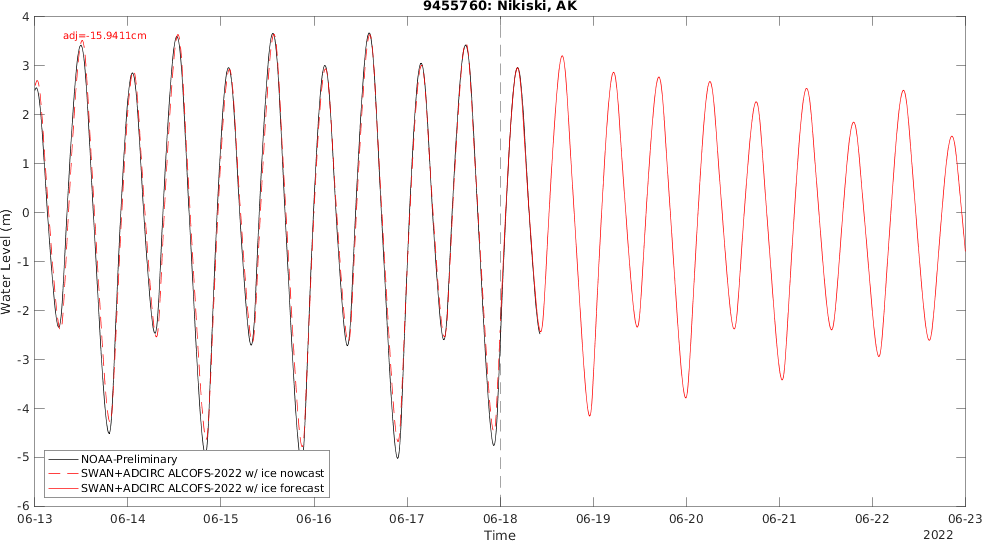 9455760: Nikiski, AK
adj=-15.9411cm
4
3
2
1
0
-1
-2
-3
-4
-5
-6
Water Level (m)
NOAA-Preliminary
SWAN+ADCIRC ALCOFS-2022 w/ ice nowcast
SWAN+ADCIRC ALCOFS-2022 w/ ice forecast
06-13 06-14 06-15 06-16 06-17 06-18 06-19 06-20 06-21 06-22 06-23
Time
2022